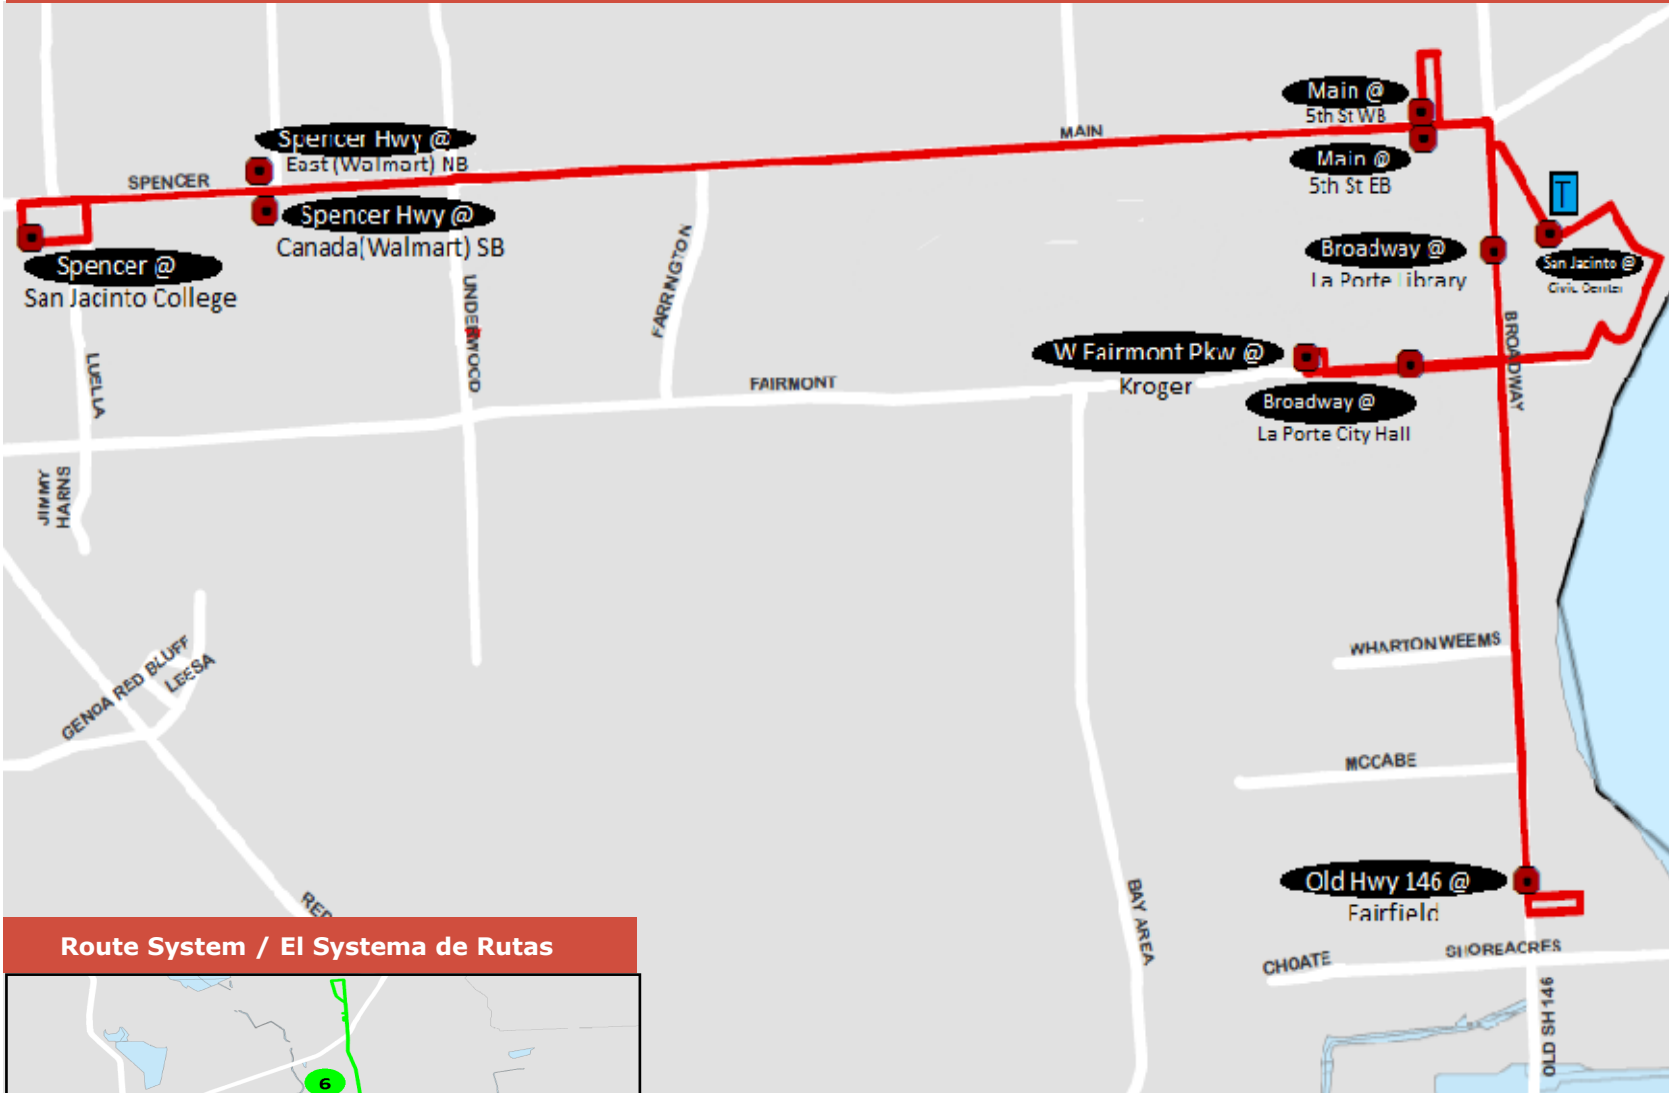 Main @
5th St WB
Spencer Hwy @
East (Walmart) NB
MAIN
Main @
5th St EB
SPENCER
T
Spencer Hwy @
Canada(Walmart) SB
Broadway @
La Porte Library
San Jacinto @
Civic Center
Spencer @
San Jacinto College
UNDERWOOD
FARRINGTON
BROADWAY
W Fairmont Pkw @
Kroger
LUELLA
FAIRMONT
Broadway @
La Porte City Hall
JIMMY
HARNS
WHARTON WEEMS
GENOA RED BLUFF
LEESA
MCCABE
Old Hwy 146 @
Fairfield
BAY AREA
RED
Route System / El Systema de Rutas
CHOATE
SHOREACRES
OLD SH 146
6